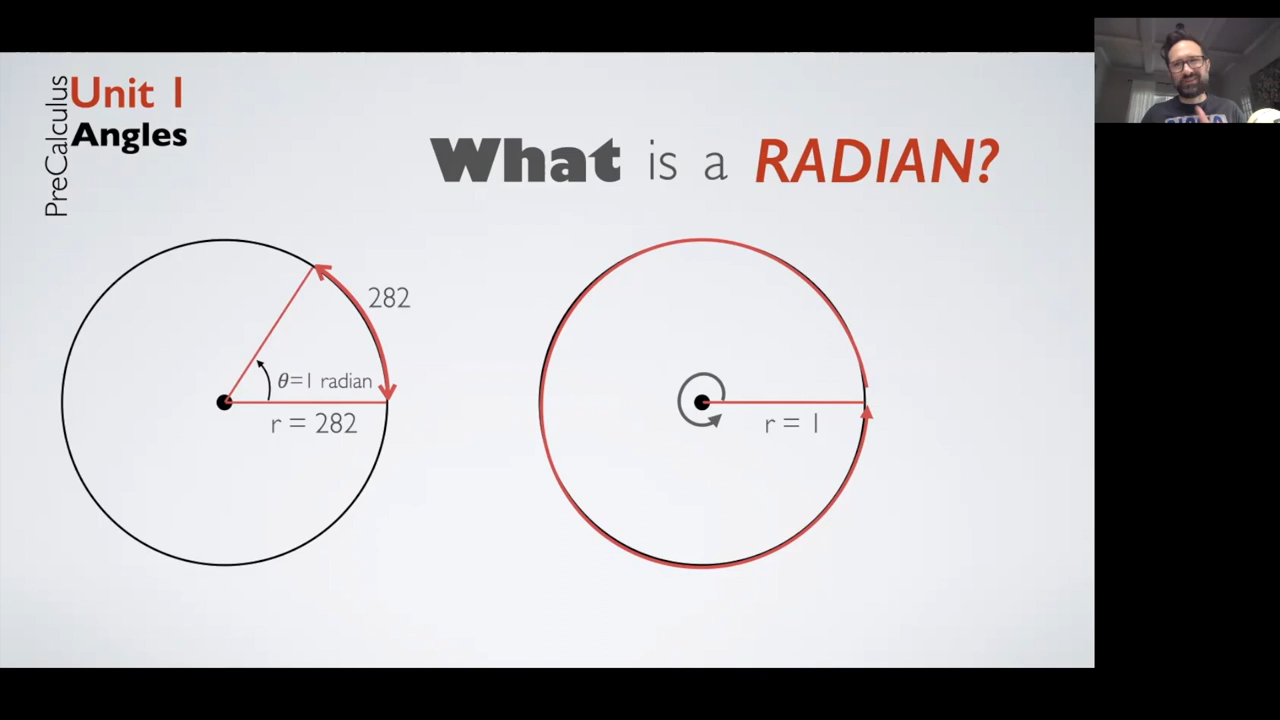 PreCalculus
Unit 1
Angles
What is a RADIAN?
282
θ=1 radian
r = 282
r = 1